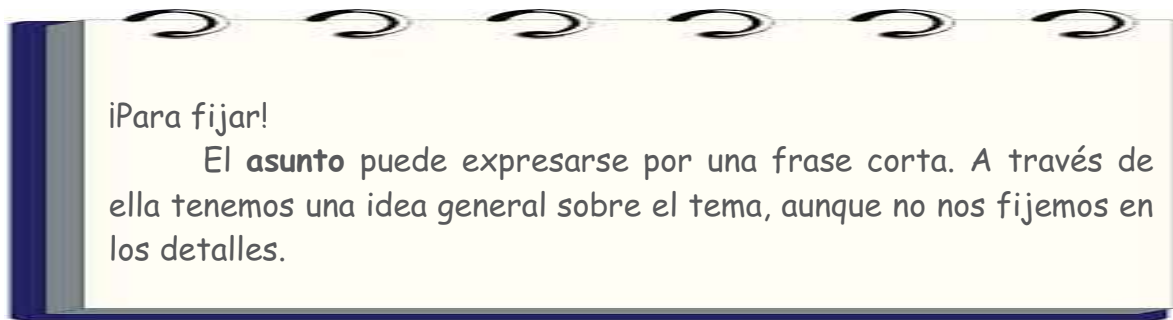 ¡Para fijar!
El asunto puede expresarse por una frase corta. A través de
ella tenemos una idea general sobre el tema, aunque no nos fijemos en
los detalles.